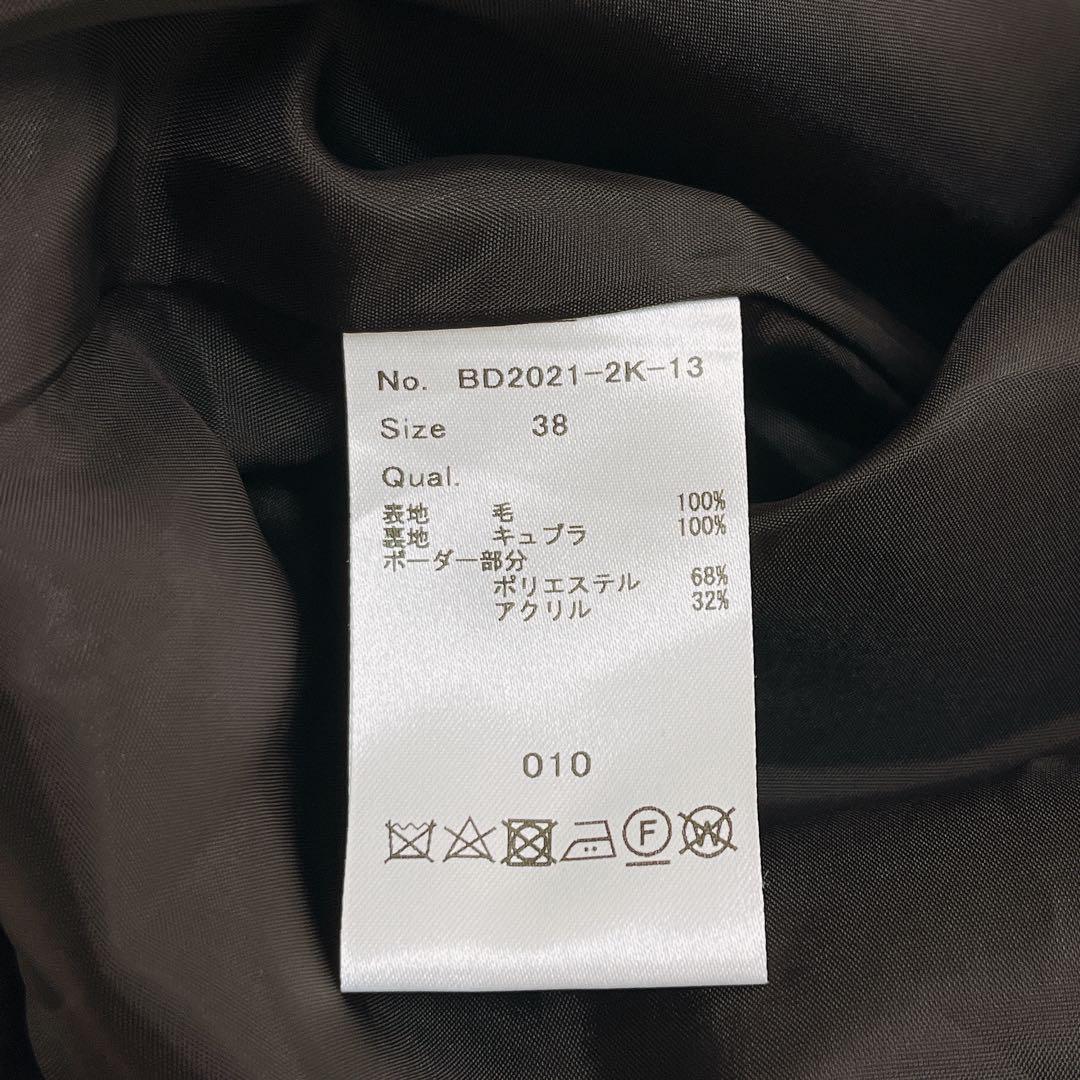 No. BD2021-2K-13
Size 38
Qual.
表地 毛 100%
裏地 キュプラ 100%
ボーダー部分
ポリエステル 68%
アクリル 32%
010
F W